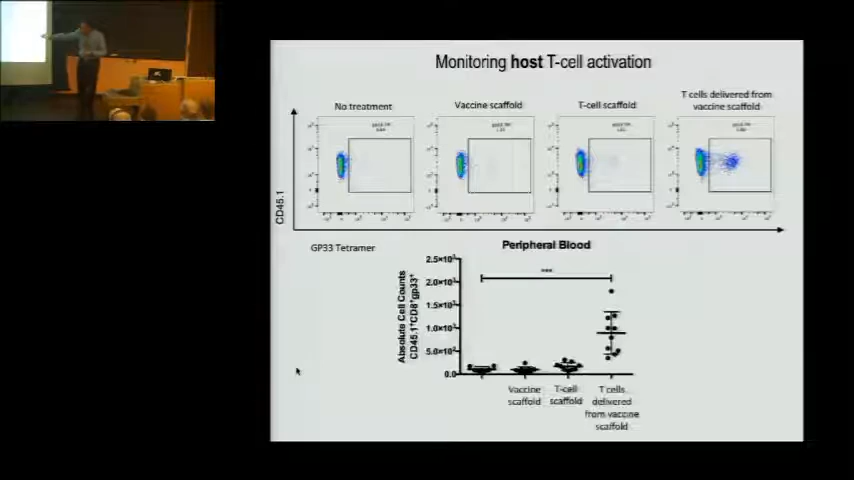 Monitoring host T-cell activation
No treatment
Vaccine scaffold
T-cell scaffold
T cells delivered from
vaccine scaffold
CD45.1
GP33 Tetramer
Peripheral Blood
Absolute Cell Counts
CD45.1⁺CD8⁺gp33⁺
2.5×10³
2.0×10³
1.5×10³
1.0×10³
5.0×10²
0.0
***
Vaccine
scaffold
T-cell
scaffold
T cells
delivered
from vaccine
scaffold